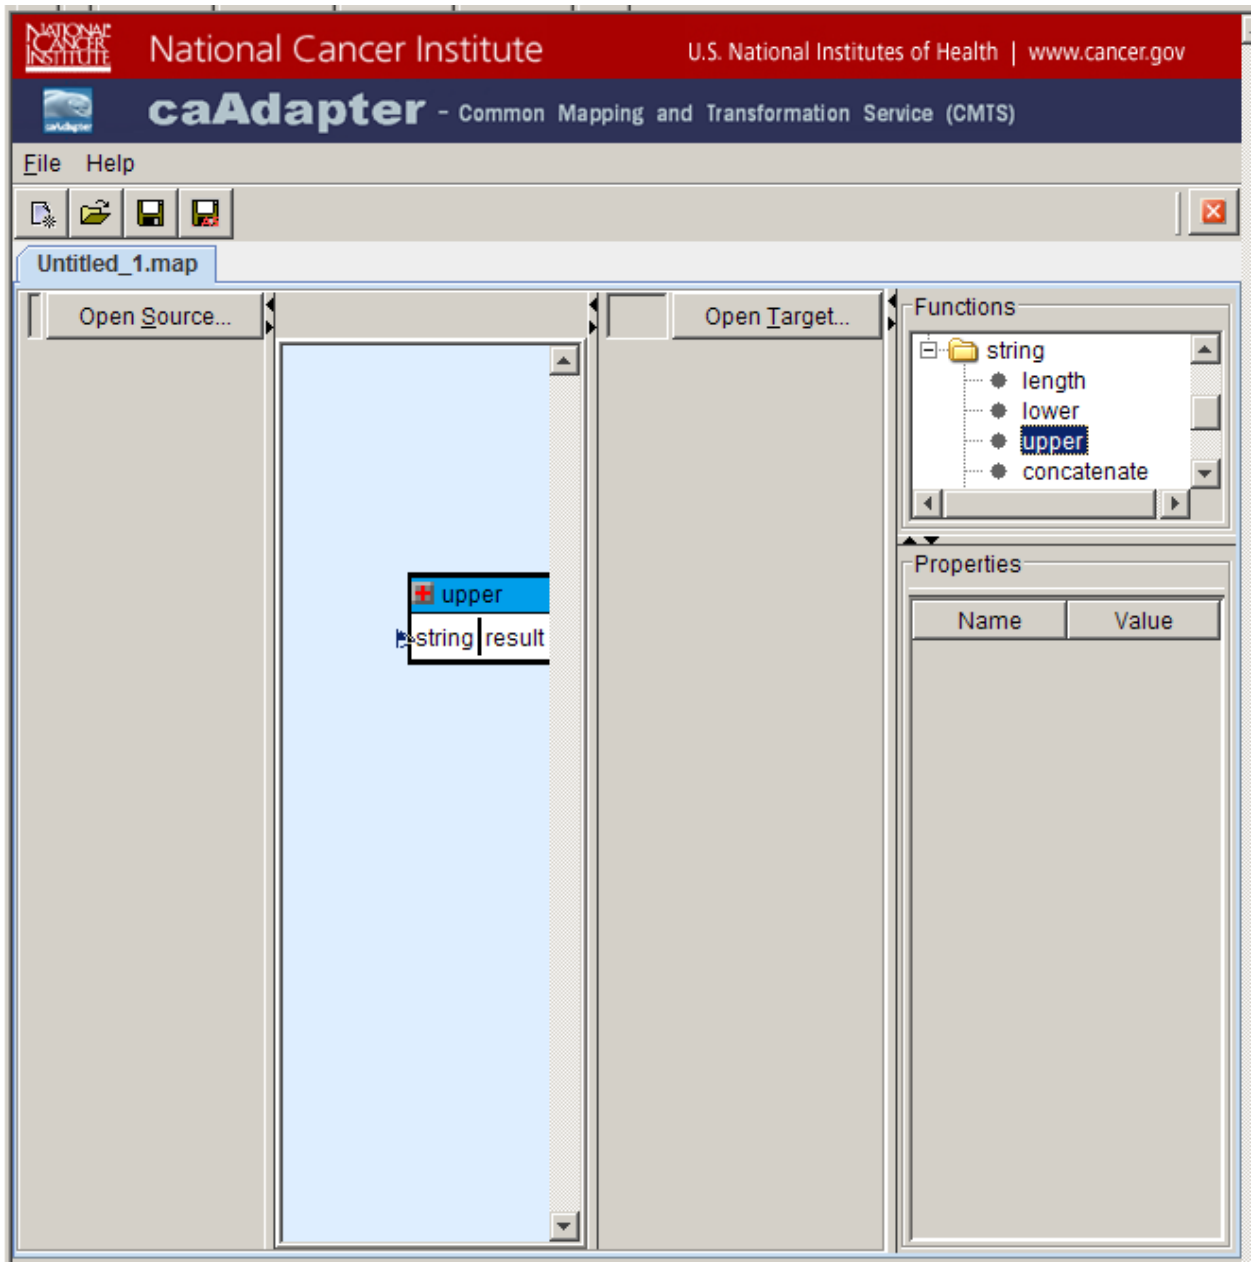 NATIONAL CANCER INSTITUTE
National Cancer Institute
U.S. National Institutes of Health | www.cancer.gov
caAdapter
caAdapter - Common Mapping and Transformation Service (CMTS)
File Help
Untitled_1.map
Open Source...
Open Target...
Functions
string
length
lower
upper
concatenate
upper
string result
Properties
Name Value